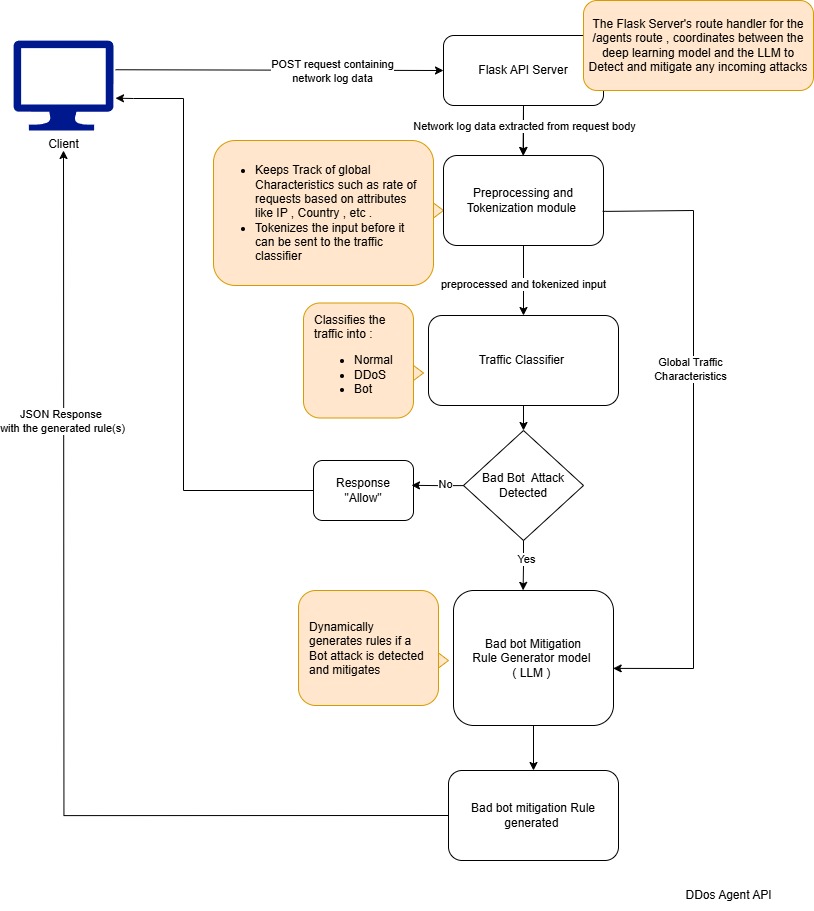 The Flask Server's route handler for the
/agents route , coordinates between the
deep learning model and the LLM to
Detect and mitigate any incoming attacks
POST request containing
network log data
Flask API Server
Client
Network log data extracted from request body
Keeps Track of global
Characteristics such as rate of
requests based on attributes
like IP , Country , etc .
Tokenizes the input before it
can be sent to the traffic
classifier
Preprocessing and
Tokenization module
preprocessed and tokenized input
Classifies the
traffic into :
Normal
DDoS
Bot
Traffic Classifier
Global Traffic
Characteristics
JSON Response
with the generated rule(s)
Response
"Allow"
No
Bad Bot Attack
Detected
Yes
Dynamically
generates rules if a
Bot attack is detected
and mitigates
Bad bot Mitigation
Rule Generator model
( LLM )
Bad bot mitigation Rule
generated
DDos Agent API